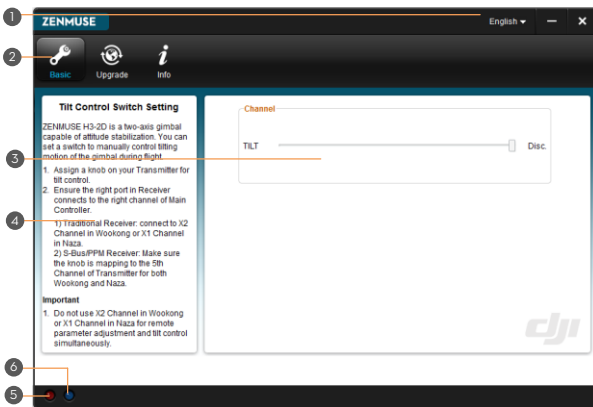 1
ZENMUSE
English
2
Basic Upgrade Info
Tilt Control Switch Setting
ZENMUSE H3-2D is a two-axis gimbal
capable of attitude stabilization. You can
set a switch to manually control tilting
motion of the gimbal during flight.
1. Assign a knob on your Transmitter for
tilt control.
2. Ensure the right port in Receiver
connects to the right channel of Main
Controller.
1) Traditional Receiver: connect to X2
Channel in Wookong or X1 Channel
in Naza.
2) S-Bus/PPM Receiver: Make sure
the knob is mapping to the 5th
Channel of Transmitter for both
Wookong and Naza.
Important
1. Do not use X2 Channel in Wookong
or X1 Channel in Naza for remote
parameter adjustment and tilt control
simultaneously.
Channel
TILT Disc.
3
4
dji
6
5